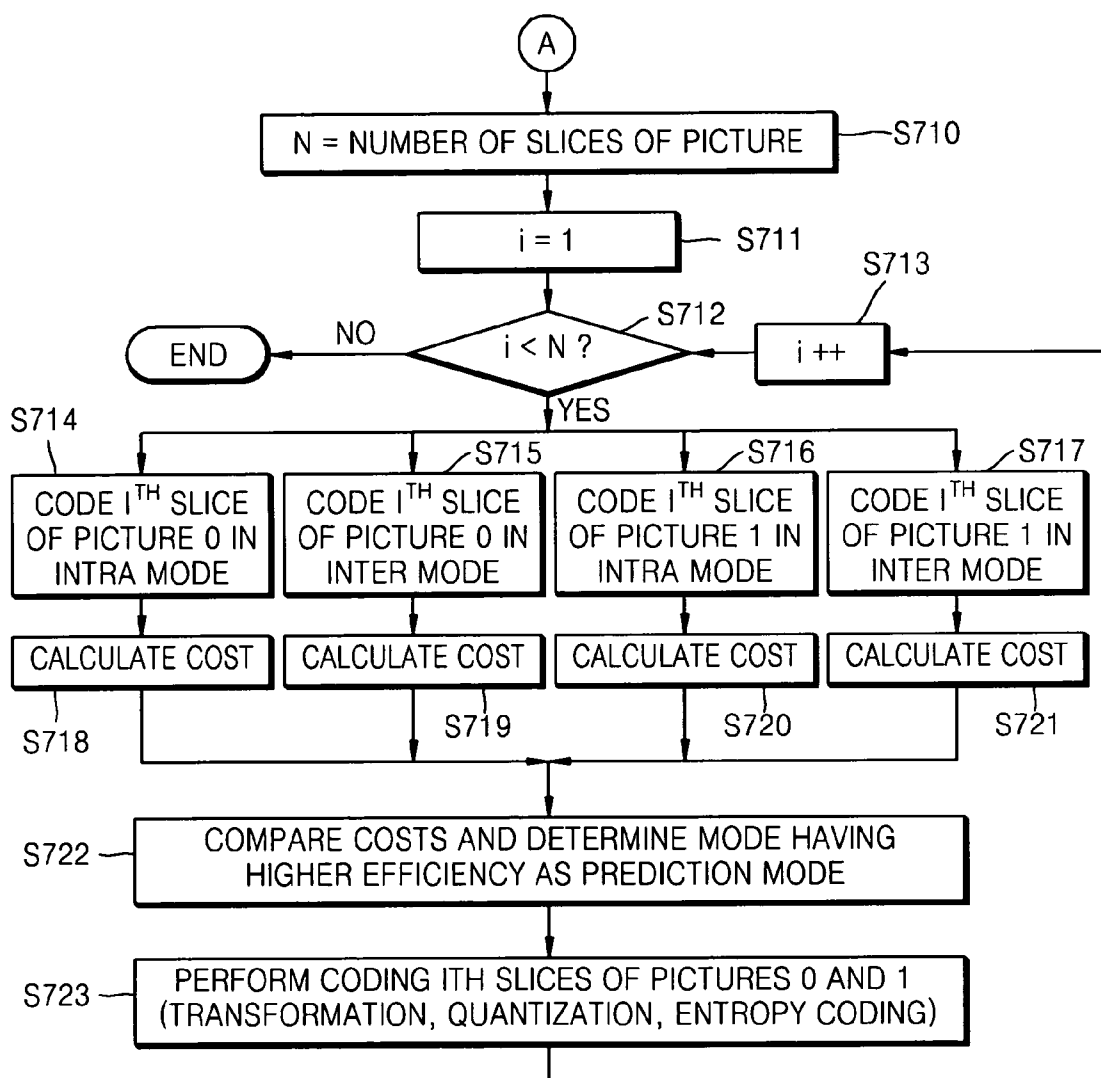 A
N = NUMBER OF SLICES OF PICTURE
S710
i = 1
S711
S713
S712
NO
END
i < N ?
i ++
YES
S714
S715
S716
S717
CODE I^TH SLICE
OF PICTURE 0 IN
INTRA MODE
CODE I^TH SLICE
OF PICTURE 0 IN
INTER MODE
CODE I^TH SLICE
OF PICTURE 1 IN
INTRA MODE
CODE I^TH SLICE
OF PICTURE 1 IN
INTER MODE
CALCULATE COST
CALCULATE COST
CALCULATE COST
CALCULATE COST
S718
S719
S720
S721
S722
COMPARE COSTS AND DETERMINE MODE HAVING
HIGHER EFFICIENCY AS PREDICTION MODE
S723
PERFORM CODING ITH SLICES OF PICTURES 0 AND 1
(TRANSFORMATION, QUANTIZATION, ENTROPY CODING)